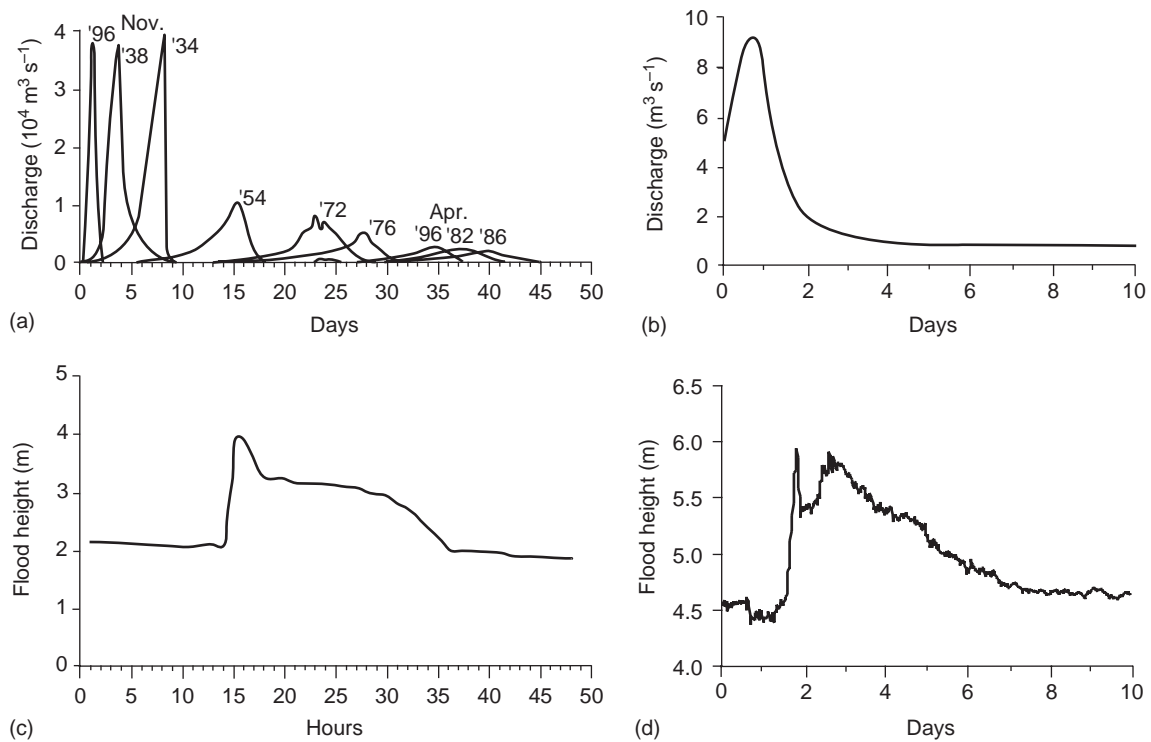 Discharge (10⁴ m³ s⁻¹)
4
3
2
1
0
'96
Nov.
'38
'34
'54
'72
'76
Apr.
'96
'82
'86
0 5 10 15 20 25 30 35 40 45 50
Days
(a)
Discharge (m³ s⁻¹)
10
8
6
4
2
0
0 2 4 6 8 10
Days
(b)
Flood height (m)
5
4
3
2
1
0
0 5 10 15 20 25 30 35 40 45 50
Hours
(c)
Flood height (m)
6.5
6.0
5.5
5.0
4.5
4.0
0 2 4 6 8 10
Days
(d)